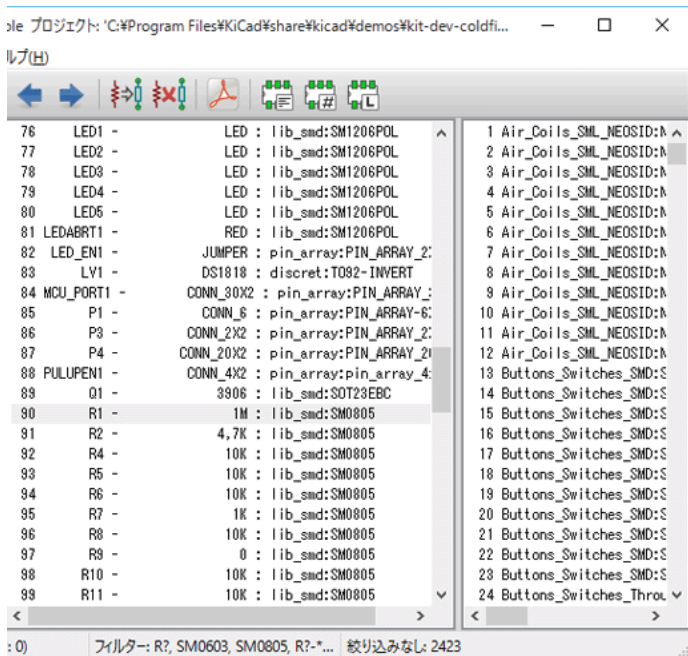 ble プロジェクト: 'C:¥Program Files¥KiCad¥share¥kicad¥demos¥kit-dev-coldfi...
ルプ(H)
76 LED1 - LED : lib_smd:SM1206POL
77 LED2 - LED : lib_smd:SM1206POL
78 LED3 - LED : lib_smd:SM1206POL
79 LED4 - LED : lib_smd:SM1206POL
80 LED5 - LED : lib_smd:SM1206POL
81 LEDABRT1 - RED : lib_smd:SM1206POL
82 LED_EN1 - JUMPER : pin_array:PIN_ARRAY_2
83 LV1 - DS1818 : discret:TO92-INVERT
84 MCU_PORT1 - CONN_30X2 : pin_array:PIN_ARRAY_
85 P1 - CONN_6 : pin_array:PIN_ARRAY-6
86 P3 - CONN_2X2 : pin_array:PIN_ARRAY_2
87 P4 - CONN_20X2 : pin_array:PIN_ARRAY_2
88 PULUPEN1 - CONN_4X2 : pin_array:pin_array_4
89 Q1 - 3906 : lib_smd:SOT23EBC
90 R1 - 1M : lib_smd:SM0805
91 R2 - 4,7K : lib_smd:SM0805
92 R4 - 10K : lib_smd:SM0805
93 R5 - 10K : lib_smd:SM0805
94 R6 - 10K : lib_smd:SM0805
95 R7 - 1K : lib_smd:SM0805
96 R8 - 10K : lib_smd:SM0805
97 R9 - 0 : lib_smd:SM0805
98 R10 - 10K : lib_smd:SM0805
99 R11 - 10K : lib_smd:SM0805
1 Air_Coils_SML_NEOSID:N
2 Air_Coils_SML_NEOSID:N
3 Air_Coils_SML_NEOSID:N
4 Air_Coils_SML_NEOSID:N
5 Air_Coils_SML_NEOSID:N
6 Air_Coils_SML_NEOSID:N
7 Air_Coils_SML_NEOSID:N
8 Air_Coils_SML_NEOSID:N
9 Air_Coils_SML_NEOSID:N
10 Air_Coils_SML_NEOSID:N
11 Air_Coils_SML_NEOSID:N
12 Air_Coils_SML_NEOSID:N
13 Buttons_Switches_SMD:S
14 Buttons_Switches_SMD:S
15 Buttons_Switches_SMD:S
16 Buttons_Switches_SMD:S
17 Buttons_Switches_SMD:S
18 Buttons_Switches_SMD:S
19 Buttons_Switches_SMD:S
20 Buttons_Switches_SMD:S
21 Buttons_Switches_SMD:S
22 Buttons_Switches_SMD:S
23 Buttons_Switches_SMD:S
24 Buttons_Switches_Throu
: 0) フィルター: R?, SM0603, SM0805, R?-*... 絞り込みなし: 2423